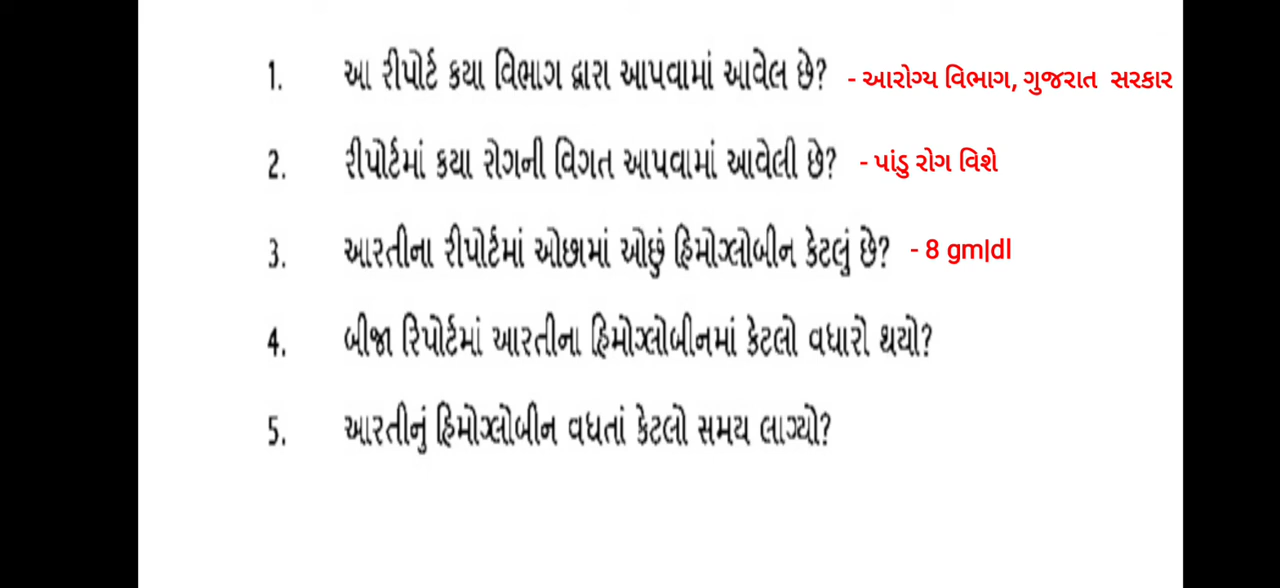 1. આ રીપોર્ટ કયા વિભાગ દ્વારા આપવામાં આવેલ છે? - આરોગ્ય વિભાગ, ગુજરાત સરકાર
2. રીપોર્ટમાં કયા રોગની વિગત આપવામાં આવેલી છે? - પાંડુ રોગ વિશે
3. આરતીના રીપોર્ટમાં ઓછામાં ઓછું હિમોગ્લોબીન કેટલું છે? - 8 gm|dl
4. બીજા રિપોર્ટમાં આરતીના હિમોગ્લોબીનમાં કેટલો વધારો થયો?
5. આરતીનું હિમોગ્લોબીન વધતાં કેટલો સમય લાગ્યો?